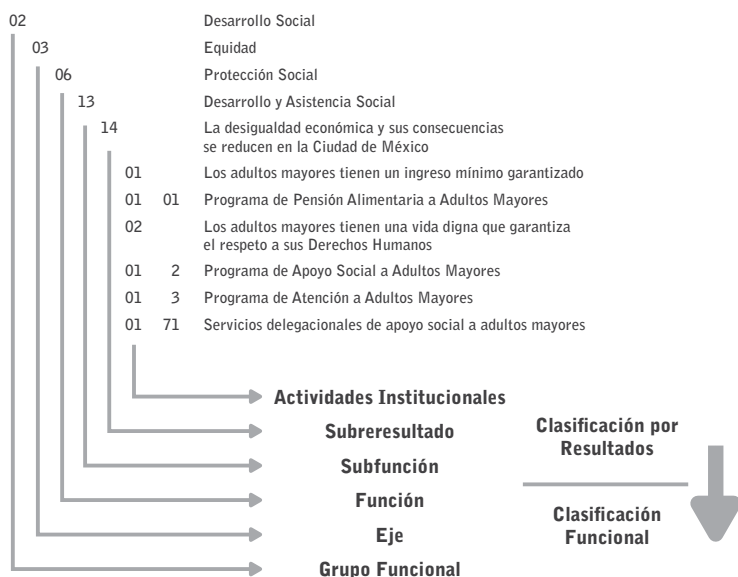 02 Desarrollo Social
03 Equidad
06 Protección Social
13 Desarrollo y Asistencia Social
14 La desigualdad económica y sus consecuencias
se reducen en la Ciudad de México
01 Los adultos mayores tienen un ingreso mínimo garantizado
01 01 Programa de Pensión Alimentaria a Adultos Mayores
02 Los adultos mayores tienen una vida digna que garantiza
el respeto a sus Derechos Humanos
01 2 Programa de Apoyo Social a Adultos Mayores
01 3 Programa de Atención a Adultos Mayores
01 71 Servicios delegacionales de apoyo social a adultos mayores
Actividades Institucionales
Subreresultado
Subfunción
Función
Eje
Grupo Funcional
Clasificación por
Resultados
Clasificación
Funcional